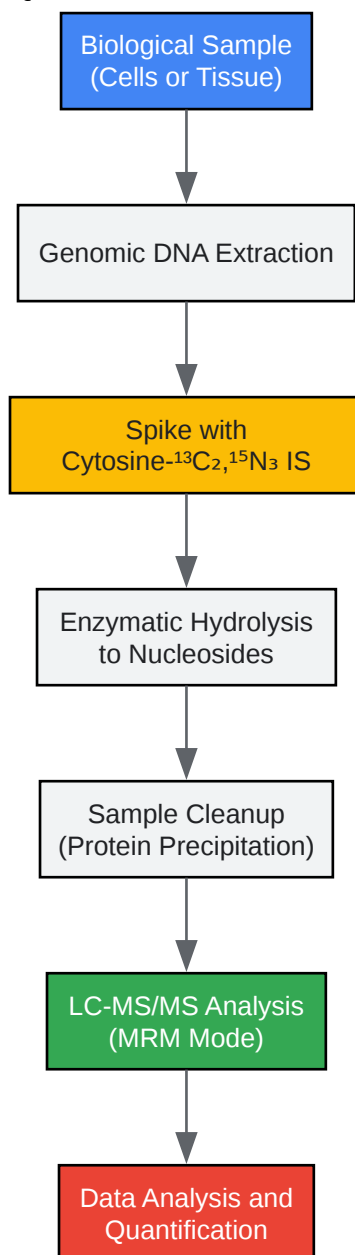 Biological Sample
(Cells or Tissue)
Genomic DNA Extraction
Spike with
Cytosine-¹³C₂,¹⁵N₃ IS
Enzymatic Hydrolysis
to Nucleosides
Sample Cleanup
(Protein Precipitation)
LC-MS/MS Analysis
(MRM Mode)
Data Analysis and
Quantification